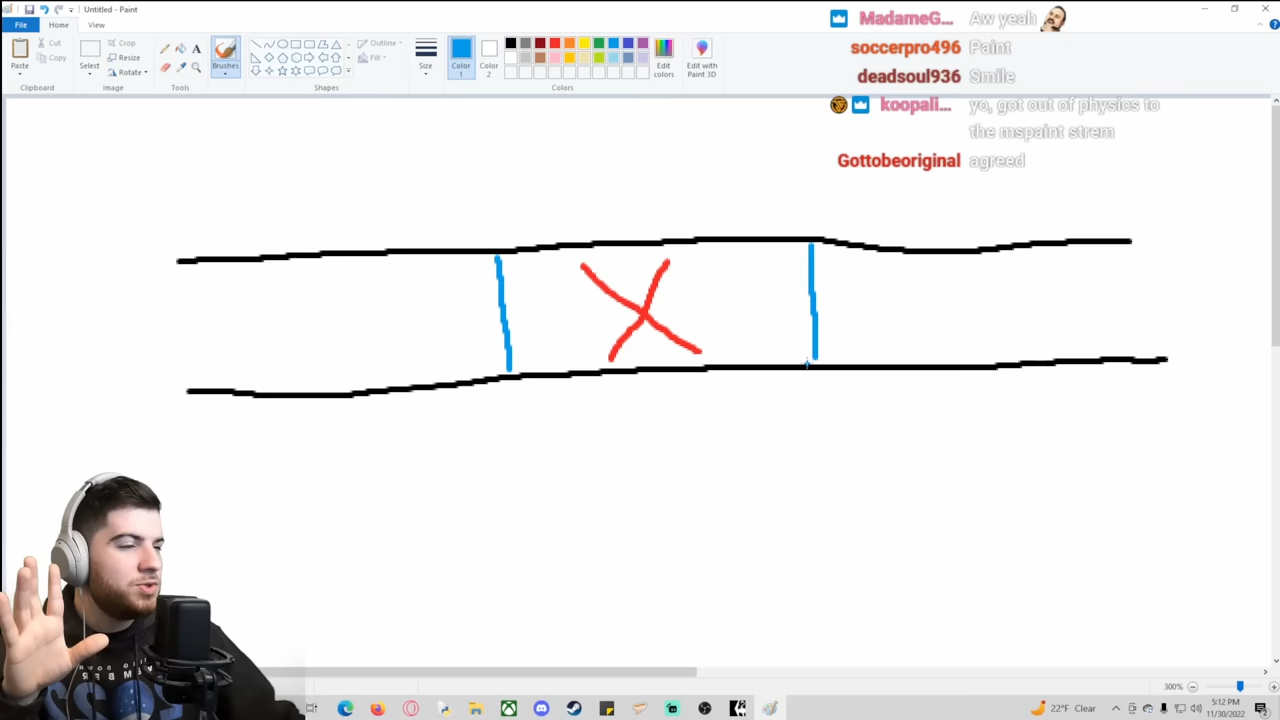 Untitled - Paint
File
Home
View
Paste
Cut
Copy
Clipboard
Select
Crop
Resize
Rotate
Image
Tools
Brushes
Shapes
Outline
Fill
Size
Color 1
Color 2
Edit colors
Colors
Edit with Paint 3D
MadameG... Aw yeah
soccerpro496 Paint
deadsoul936 Smile
koopali... yo, got out of physics to
the mspaint strem
Gottobeoriginal agreed
300%
22°F Clear
5:12 PM
11/30/2022